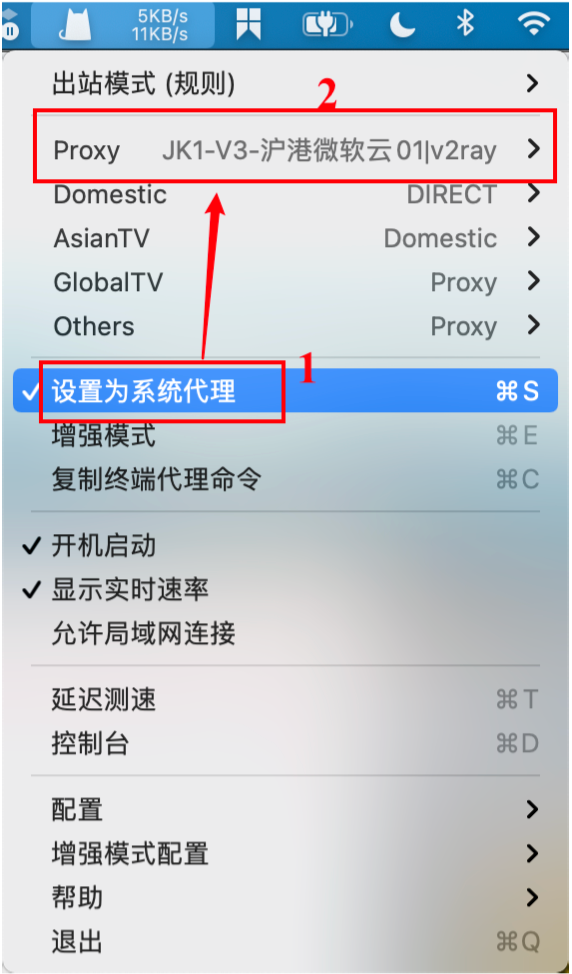 5KB/s
11KB/s
出站模式 (规则)
2
Proxy JK1-V3-沪港微软云01|v2ray
Domestic DIRECT
AsianTV Domestic
GlobalTV Proxy
Others Proxy
1
设置为系统代理 ⌘S
增强模式 ⌘E
复制终端代理命令 ⌘C
开机启动
显示实时速率
允许局域网连接
延迟测速 ⌘T
控制台 ⌘D
配置
增强模式配置
帮助
退出 ⌘Q